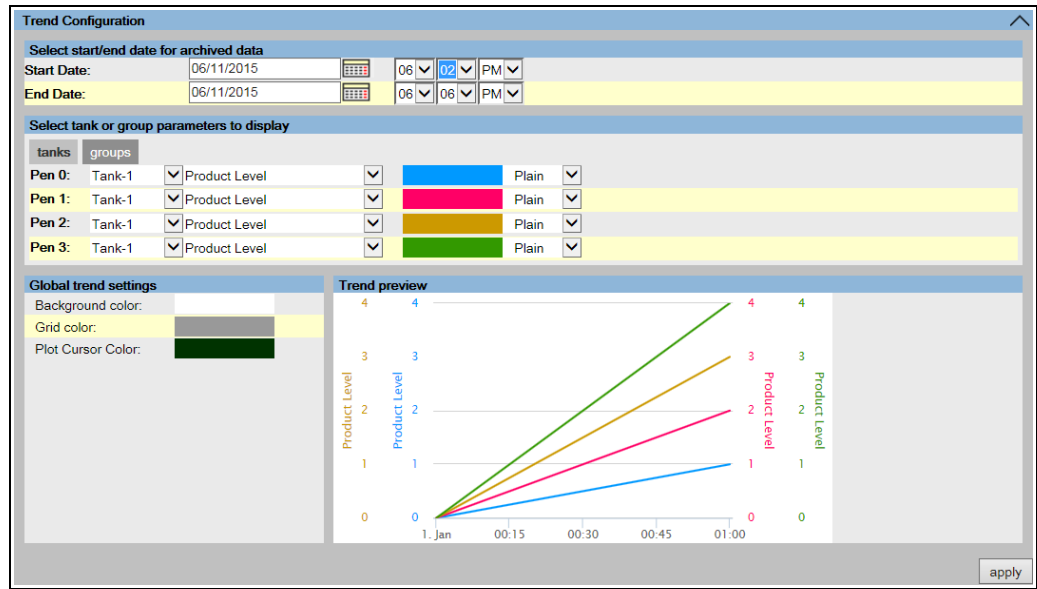 Trend Configuration
Select start/end date for archived data
Start Date: 06/11/2015 06 02 PM
End Date: 06/11/2015 06 06 PM
Select tank or group parameters to display
tanks groups
Pen 0: Tank-1 Product Level Plain
Pen 1: Tank-1 Product Level Plain
Pen 2: Tank-1 Product Level Plain
Pen 3: Tank-1 Product Level Plain
Global trend settings
Background color:
Grid color:
Plot Cursor Color:
Trend preview
4 4 4 4
3 3 3 3
Product Level Product Level Product Level Product Level
2 2 2 2
1 1 1 1
0 0 0 0
1. Jan 00:15 00:30 00:45 01:00
apply